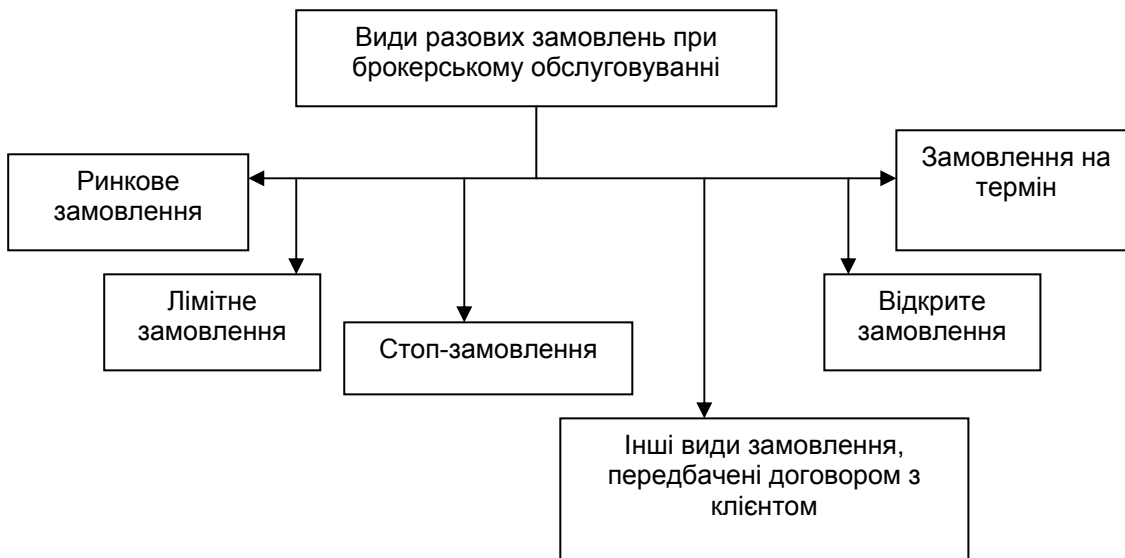 Види разових замовлень при
брокерському обслуговуванні
Ринкове
замовлення
Замовлення на
термін
Лімітне
замовлення
Стоп-замовлення
Відкрите
замовлення
Інші види замовлення,
передбачені договором з
клієнтом